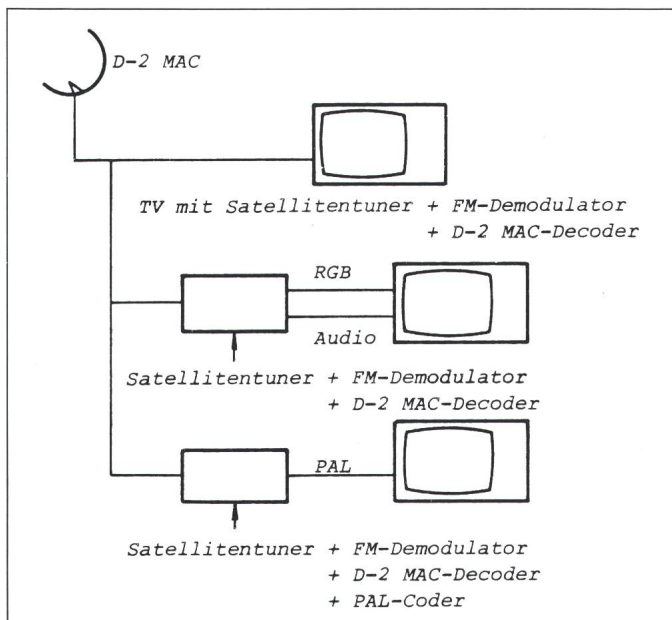 D-2 MAC
TV mit Satellitentuner + FM-Demodulator
+ D-2 MAC-Decoder
RGB
Audio
Satellitentuner + FM-Demodulator
+ D-2 MAC-Decoder
PAL
Satellitentuner + FM-Demodulator
+ D-2 MAC-Decoder
+ PAL-Coder